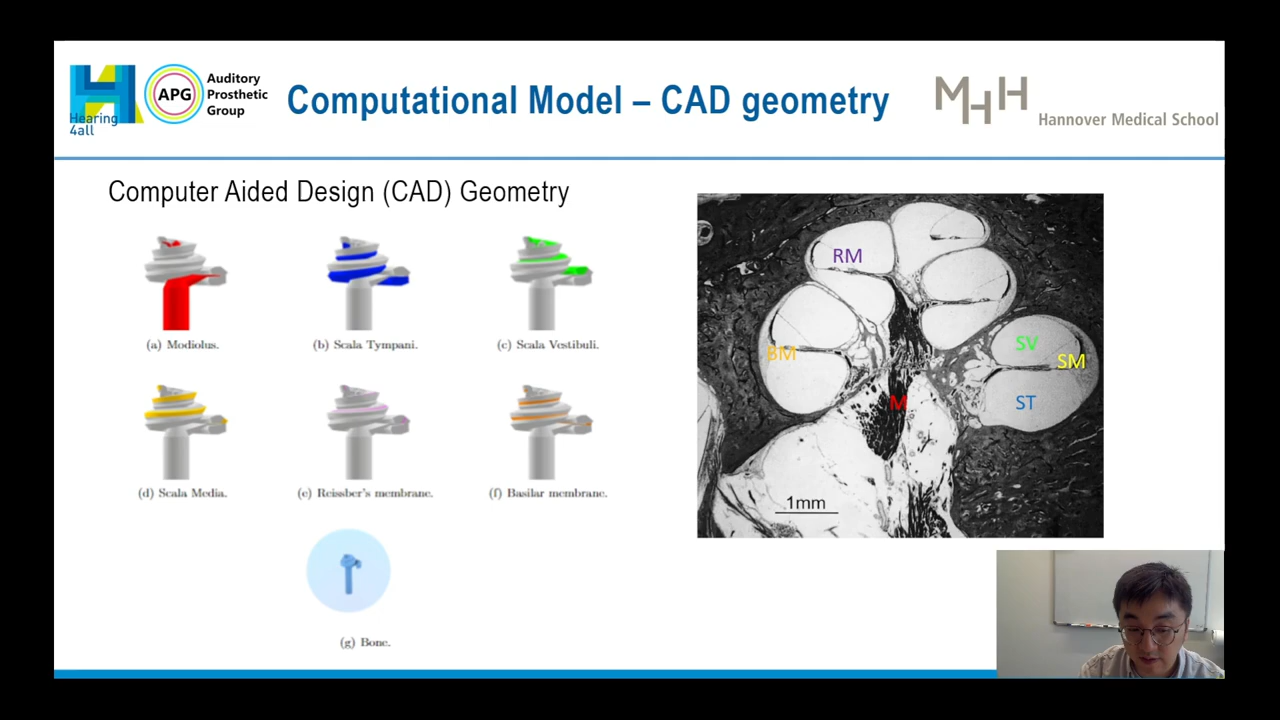 Hearing
4all
APG
Auditory
Prosthetic
Group
Computational Model – CAD geometry
MHH
Hannover Medical School
Computer Aided Design (CAD) Geometry
(a) Modiolus.
(b) Scala Tympani.
(c) Scala Vestibuli.
(d) Scala Media.
(e) Reissber's membrane.
(f) Basilar membrane.
(g) Bone.
RM
BM
SV
SM
M
ST
1mm